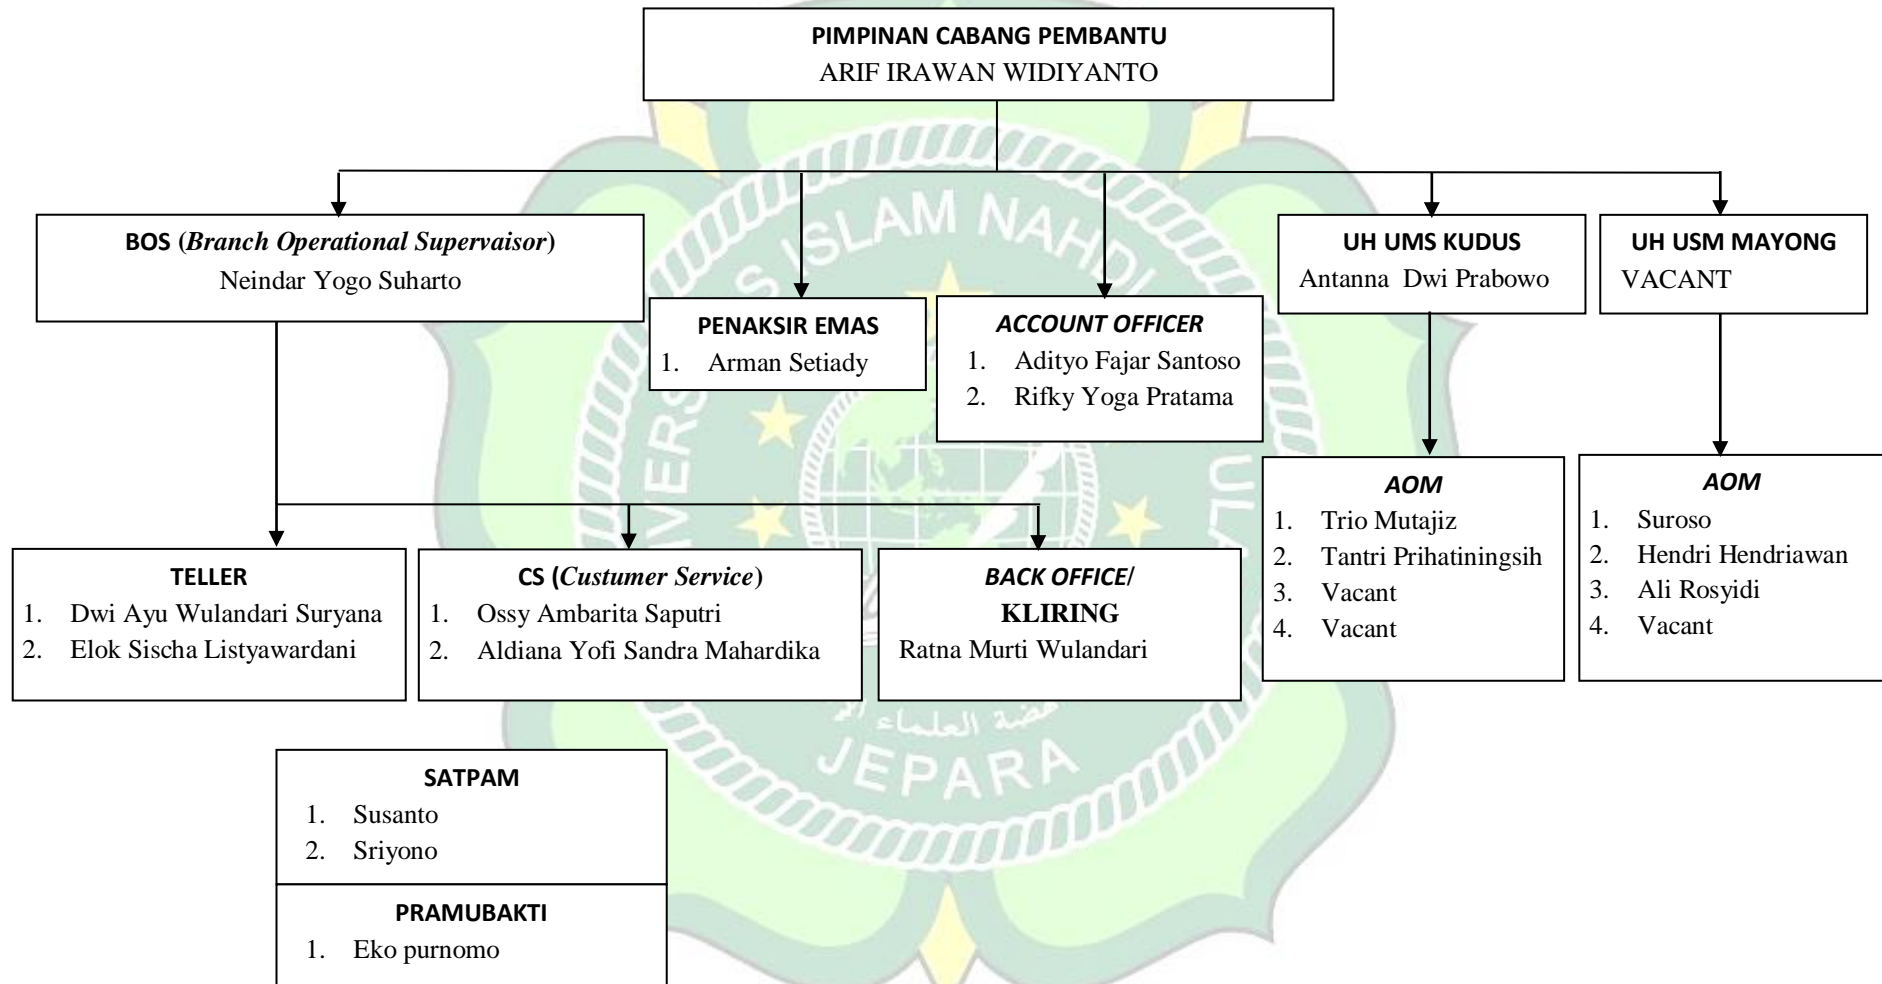 PIMPINAN CABANG PEMBANTU
ARIF IRAWAN WIDIYANTO
BOS (Branch Operational Supervaisor)
Neindar Yogo Suharto
PENAKSIR EMAS
1. Arman Setiady
ACCOUNT OFFICER
1. Adityo Fajar Santoso
2. Rifky Yoga Pratama
UH UMS KUDUS
Antanna Dwi Prabowo
UH USM MAYONG
VACANT
AOM
1. Trio Mutajiz
2. Tantri Prihatiningsih
3. Vacant
4. Vacant
AOM
1. Suroso
2. Hendri Hendriawan
3. Ali Rosyidi
4. Vacant
TELLER
1. Dwi Ayu Wulandari Suryana
2. Elok Sischa Listyawardani
CS (Custumer Service)
1. Ossy Ambarita Saputri
2. Aldiana Yofi Sandra Mahardika
BACK OFFICE/
KLIRING
Ratna Murti Wulandari
SATPAM
1. Susanto
2. Sriyono
PRAMUBAKTI
1. Eko purnomo
ISLAM
JEPARA